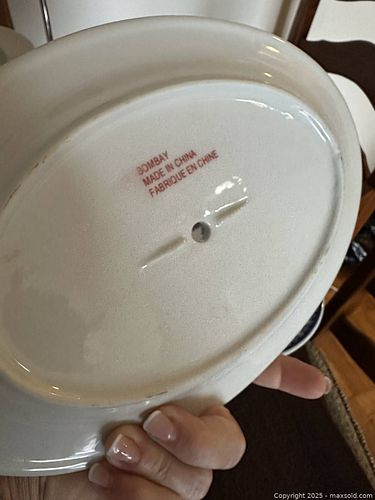 BOMBAY
MADE IN CHINA
FABRIQUE EN CHINE
Copyright 2025 - maxsold.com